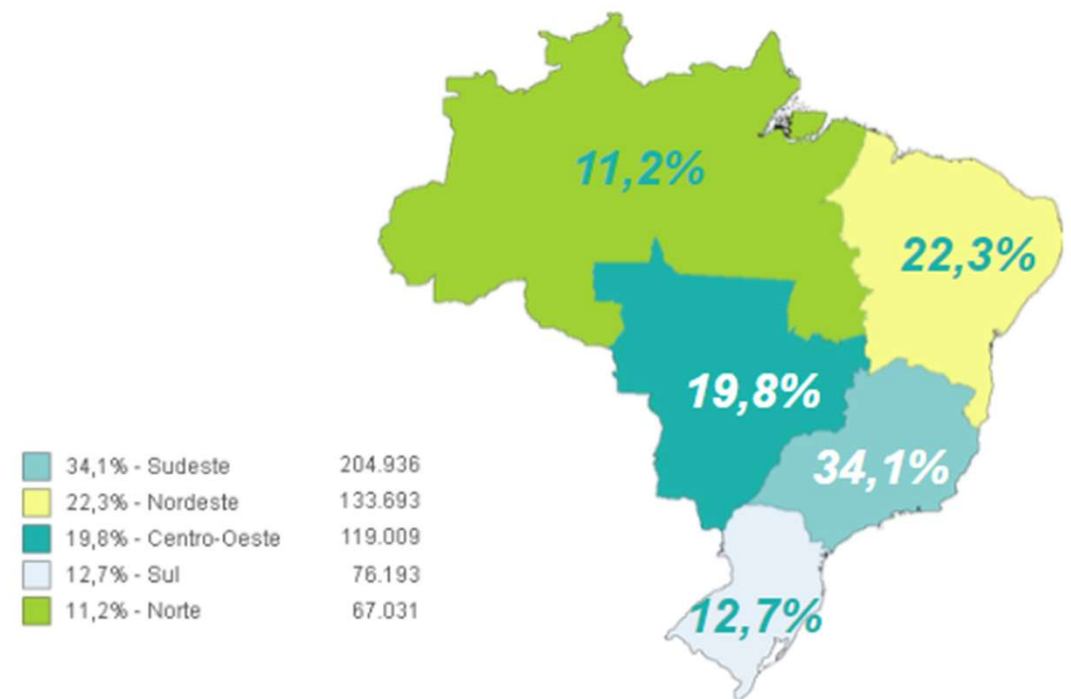 11,2%
22,3%
19,8%
34,1%
12,7%
34,1% - Sudeste 204.936
22,3% - Nordeste 133.693
19,8% - Centro-Oeste 119.009
12,7% - Sul 76.193
11,2% - Norte 67.031